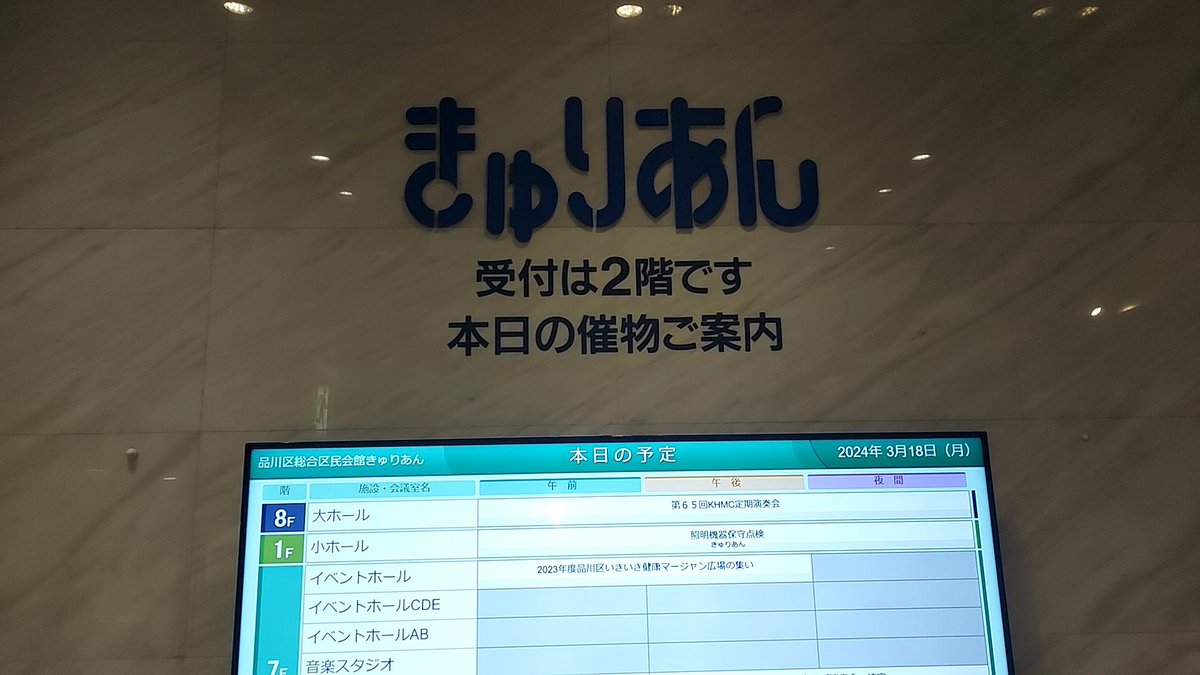 きゅりあん
受付は2階です
本日の催物ご案内
品川区総合区民会館きゅりあん 本日の予定 2024年 3月18日（月）
階 施設・会議室名 午前 午後 夜間
8F 大ホール 第６５回KHMC定期演奏会
1F 小ホール 照明機器保守点検
きゅりあん
イベントホール 2023年度品川区いきいき健康マージャン広場の集い
イベントホールCDE
イベントホールAB
7F 音楽スタジオ